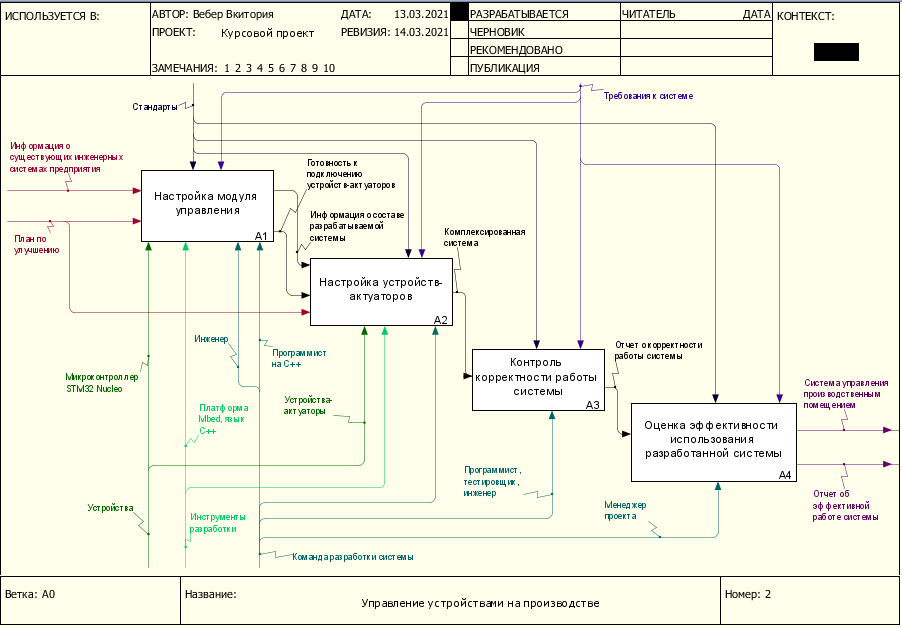 ИСПОЛЬЗУЕТСЯ В:
АВТОР: Вебер Вкитория
ДАТА: 13.03.2021
ПРОЕКТ: Курсовой проект
РЕВИЗИЯ: 14.03.2021
ЗАМЕЧАНИЯ: 1 2 3 4 5 6 7 8 9 10
РАЗРАБАТЫВАЕТСЯ
ЧЕРНОВИК
РЕКОМЕНДОВАНО
ПУБЛИКАЦИЯ
ЧИТАТЕЛЬ
ДАТА
КОНТЕКСТ:
Стандарты
Требования к системе
Информация о
существующих инженерных
системах предприятия
План по
улучшению
Настройка модуля
управления
A1
Готовность к
подключению
устройств-актуаторов
Информация о составе
разрабатываемой
системы
Настройка устройств-
актуаторов
A2
Комплексированная
система
Контроль
корректности работы
системы
A3
Отчет о корректности
работы системы
Оценка эффективности
использования
разработанной системы
A4
Система управления
производственным
помещением
Отчет об
эффективной
работе системы
Инженер
Программист
на C++
Микроконтроллер
STM32 Nucleo
Платформа
Mbed, язык
C++
Устройства-
актуаторы
Программист,
тестировщик,
инженер
Менеджер
проекта
Устройства
Инструменты
разработки
Команда разработки системы
Ветка: A0
Название:
Управление устройствами на производстве
Номер: 2